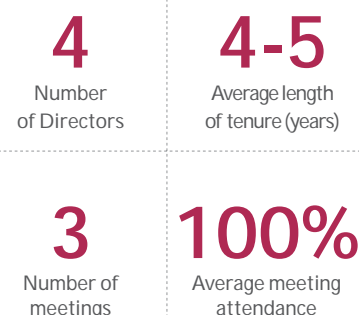 4
Number
of Directors
4-5
Average length
of tenure (years)
3
Number of
meetings
100%
Average meeting
attendance